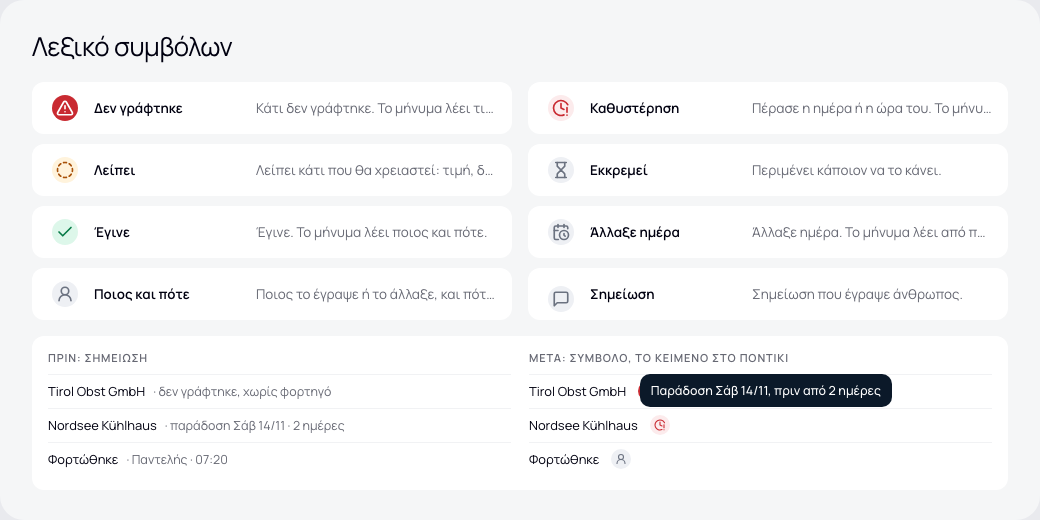 Λεξικό συμβόλων
Δεν γράφτηκε Κάτι δεν γράφτηκε. Το μήνυμα λέει τι…
Καθυστέρηση Πέρασε η ημέρα ή η ώρα του. Το μήνυ…
Λείπει Λείπει κάτι που θα χρειαστεί: τιμή, δ…
Εκκρεμεί Περιμένει κάποιον να το κάνει.
Έγινε Έγινε. Το μήνυμα λέει ποιος και πότε.
Άλλαξε ημέρα Άλλαξε ημέρα. Το μήνυμα λέει από π…
Ποιος και πότε Ποιος το έγραψε ή το άλλαξε, και πότ…
Σημείωση Σημείωση που έγραψε άνθρωπος.
ΠΡΙΝ: ΣΗΜΕΙΩΣΗ
Tirol Obst GmbH · δεν γράφτηκε, χωρίς φορτηγό
Nordsee Kühlhaus · παράδοση Σάβ 14/11 · 2 ημέρες
Φορτώθηκε · Παντελής · 07:20
ΜΕΤΑ: ΣΥΜΒΟΛΟ, ΤΟ ΚΕΙΜΕΝΟ ΣΤΟ ΠΟΝΤΙΚΙ
Tirol Obst GmbH Παράδοση Σάβ 14/11, πριν από 2 ημέρες
Nordsee Kühlhaus
Φορτώθηκε